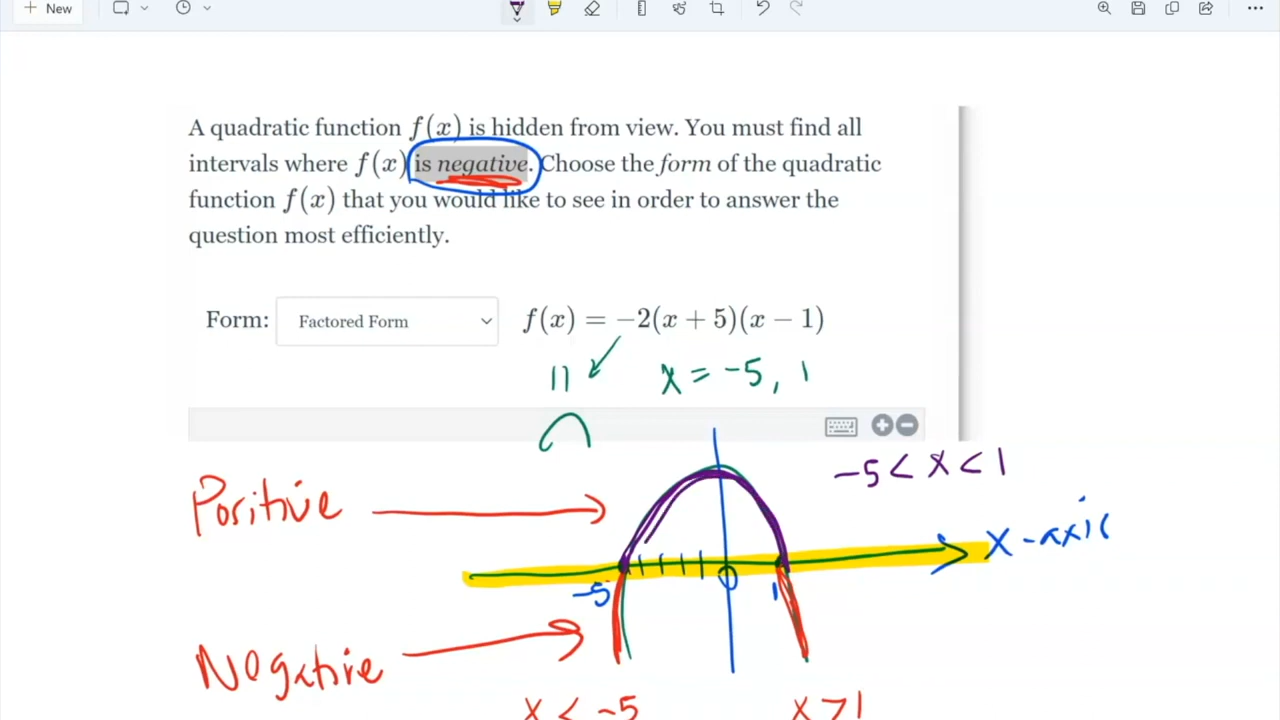 New
A quadratic function f(x) is hidden from view. You must find all
intervals where f(x) is negative. Choose the form of the quadratic
function f(x) that you would like to see in order to answer the
question most efficiently.
Form: Factored Form f(x) = −2(x + 5)(x − 1)
x = -5, 1
-5 < x < 1
Positive
x-axis
-5 0 1
Negative
x < -5 x > 1